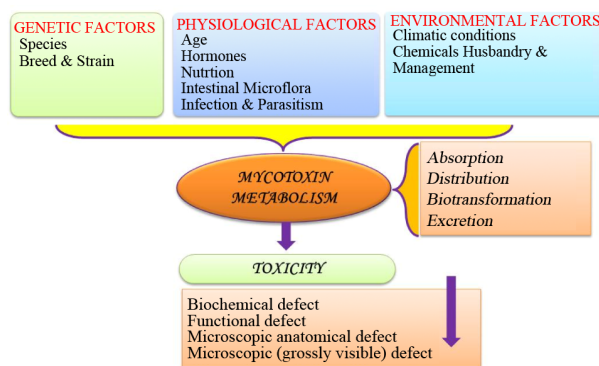 GENETIC FACTORS
Species
Breed & Strain
PHYSIOLOGICAL FACTORS
Age
Hormones
Nutrtion
Intestinal Microflora
Infection & Parasitism
ENVIRONMENTAL FACTORS
Climatic conditions
Chemicals Husbandry &
Management
MYCOTOXIN
METABOLISM
Absorption
Distribution
Biotransformation
Excretion
TOXICITY
Biochemical defect
Functional defect
Microscopic anatomical defect
Microscopic (grossly visible) defect